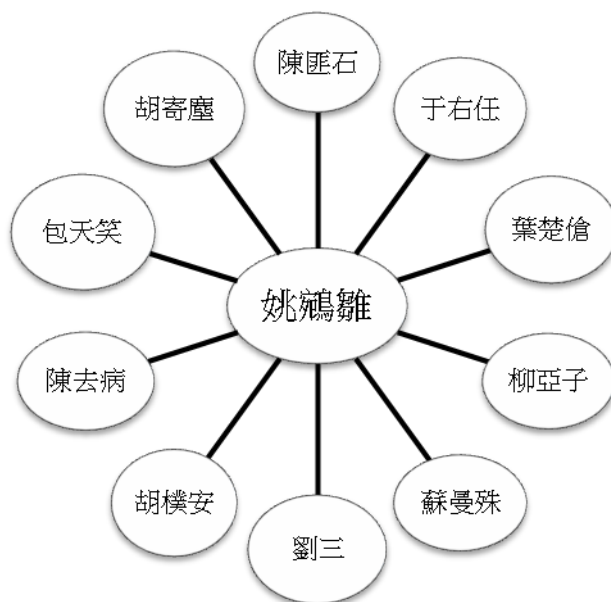 陳匪石
于右任
葉楚傖
柳亞子
蘇曼殊
劉三
胡樸安
陳去病
包天笑
胡寄塵
姚鵷雛